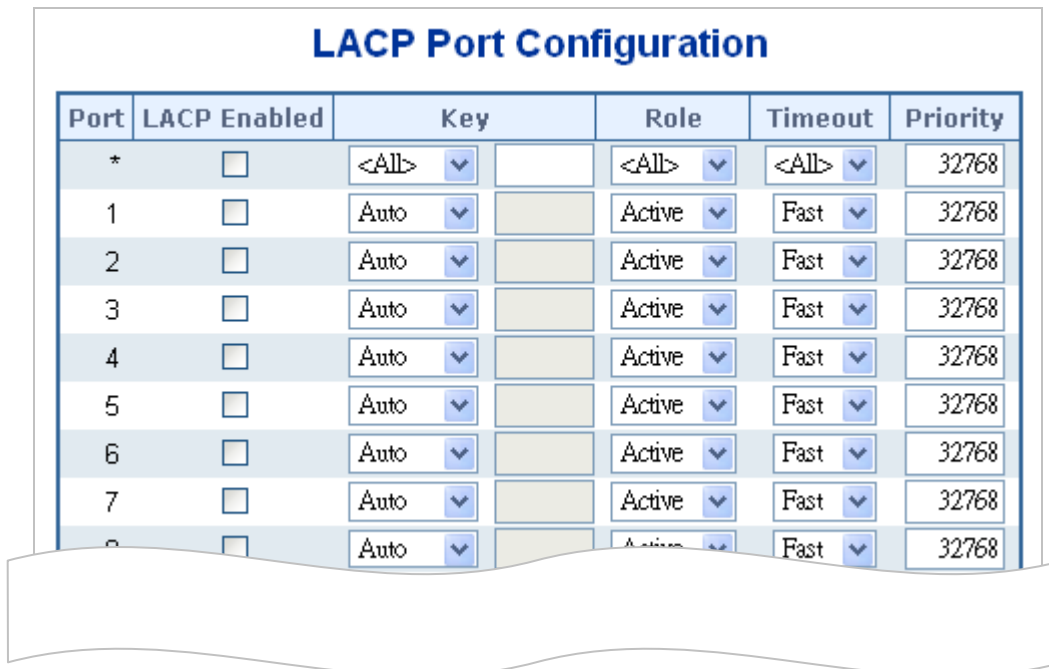 LACP Port Configuration
Port LACP Enabled Key Role Timeout Priority
* <All> <All> <All> 32768
1 Auto Active Fast 32768
2 Auto Active Fast 32768
3 Auto Active Fast 32768
4 Auto Active Fast 32768
5 Auto Active Fast 32768
6 Auto Active Fast 32768
7 Auto Active Fast 32768
Auto Active Fast 32768